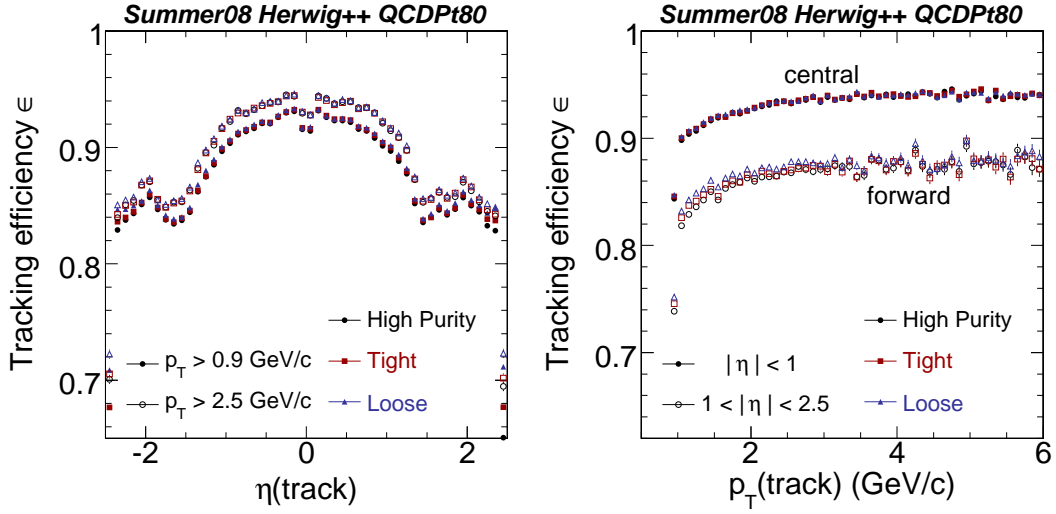 Summer08 Herwig++ QCDPt80
Tracking efficiency ∈
1
0.9
0.8
0.7
High Purity
p_T > 0.9 GeV/c
Tight
p_T > 2.5 GeV/c
Loose
-2
0
2
η(track)
Summer08 Herwig++ QCDPt80
Tracking efficiency ∈
1
0.9
0.8
0.7
central
forward
High Purity
| η | < 1
Tight
1 < | η | < 2.5
Loose
0
2
4
6
p_T(track) (GeV/c)